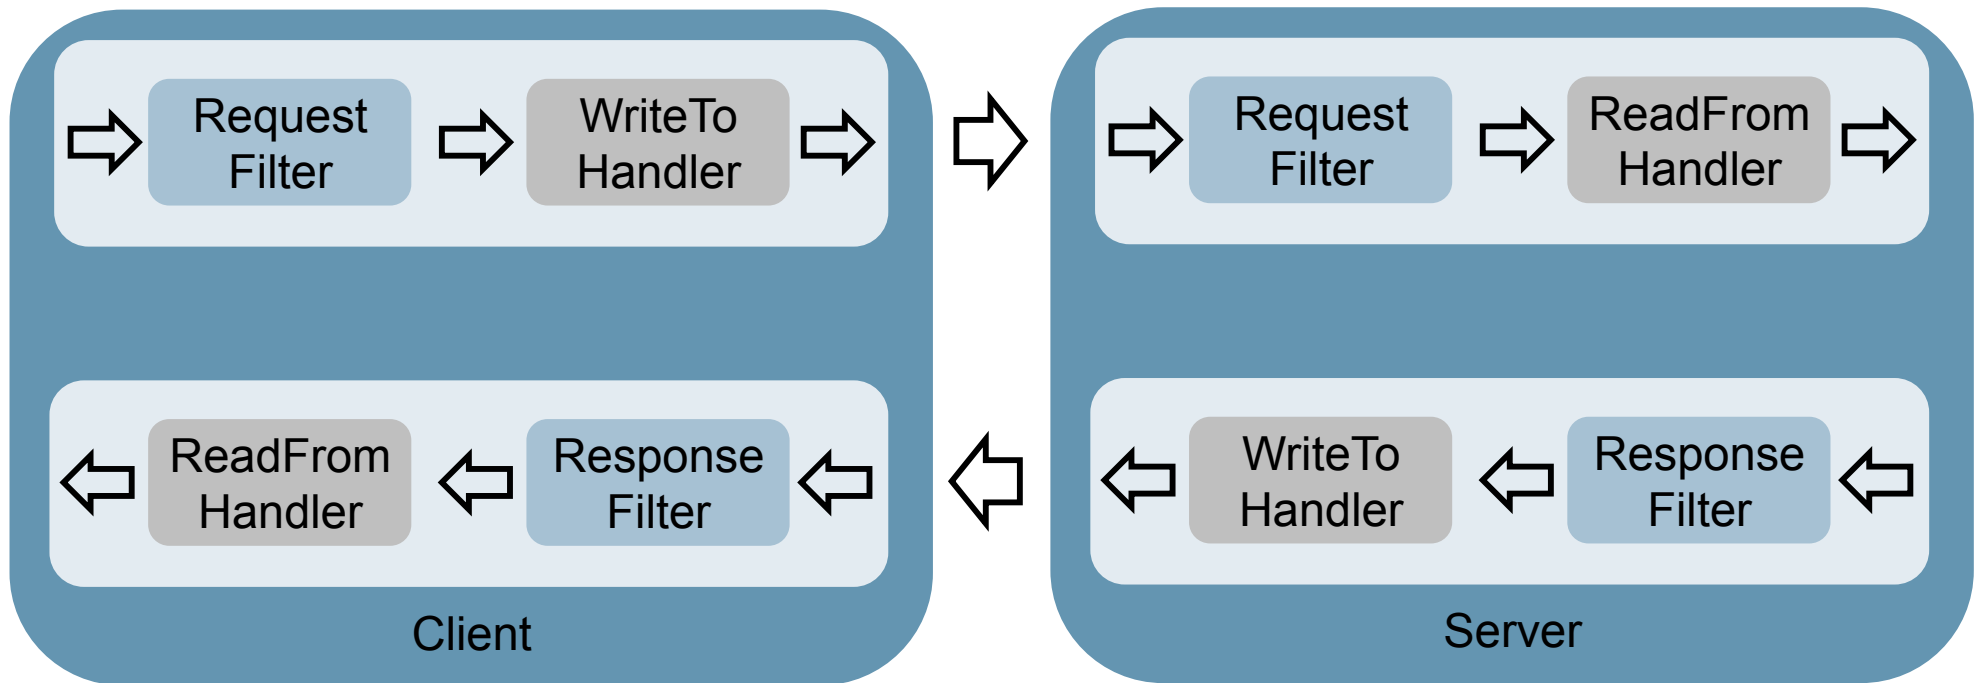 Request
Filter
WriteTo
Handler
Request
Filter
ReadFrom
Handler
ReadFrom
Handler
Response
Filter
WriteTo
Handler
Response
Filter
Client
Server